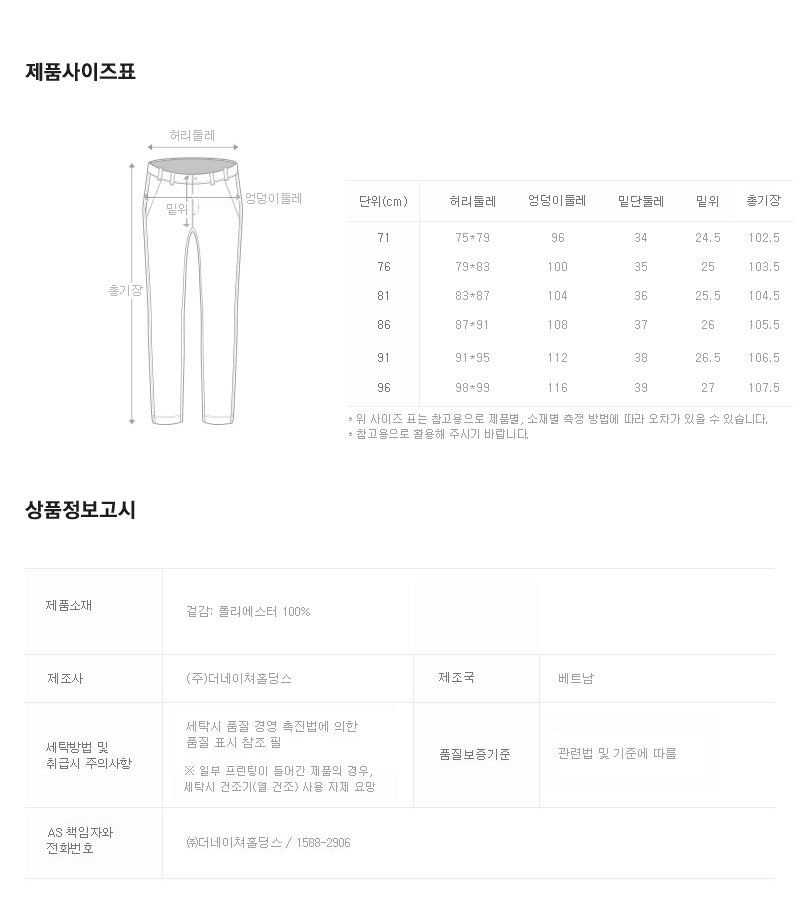 제품사이즈표
허리둘레
엉덩이둘레
밑위
총기장
단위(cm) 허리둘레 엉덩이둘레 밑단둘레 밑위 총기장
71 75*79 96 34 24.5 102.5
76 79*83 100 35 25 103.5
81 83*87 104 36 25.5 104.5
86 87*91 108 37 26 105.5
91 91*95 112 38 26.5 106.5
96 98*99 116 39 27 107.5
* 위 사이즈 표는 참고용으로 제품별, 소재별 측정 방법에 따라 오차가 있을 수 있습니다.
* 참고용으로 활용해 주시기 바랍니다.
상품정보고시
제품소재 겉감: 폴리에스터 100%
제조사 (주)더네이쳐홀딩스 제조국 베트남
세탁방법 및
취급시 주의사항
세탁시 품질 경영 촉진법에 의한
품질 표시 참조 필
※ 일부 프린팅이 들어간 제품의 경우,
세탁시 건조기(열 건조) 사용 자제 요망
품질보증기준 관련법 및 기준에 따름
AS 책임자와
전화번호
㈜더네이쳐홀딩스 / 1588-2906